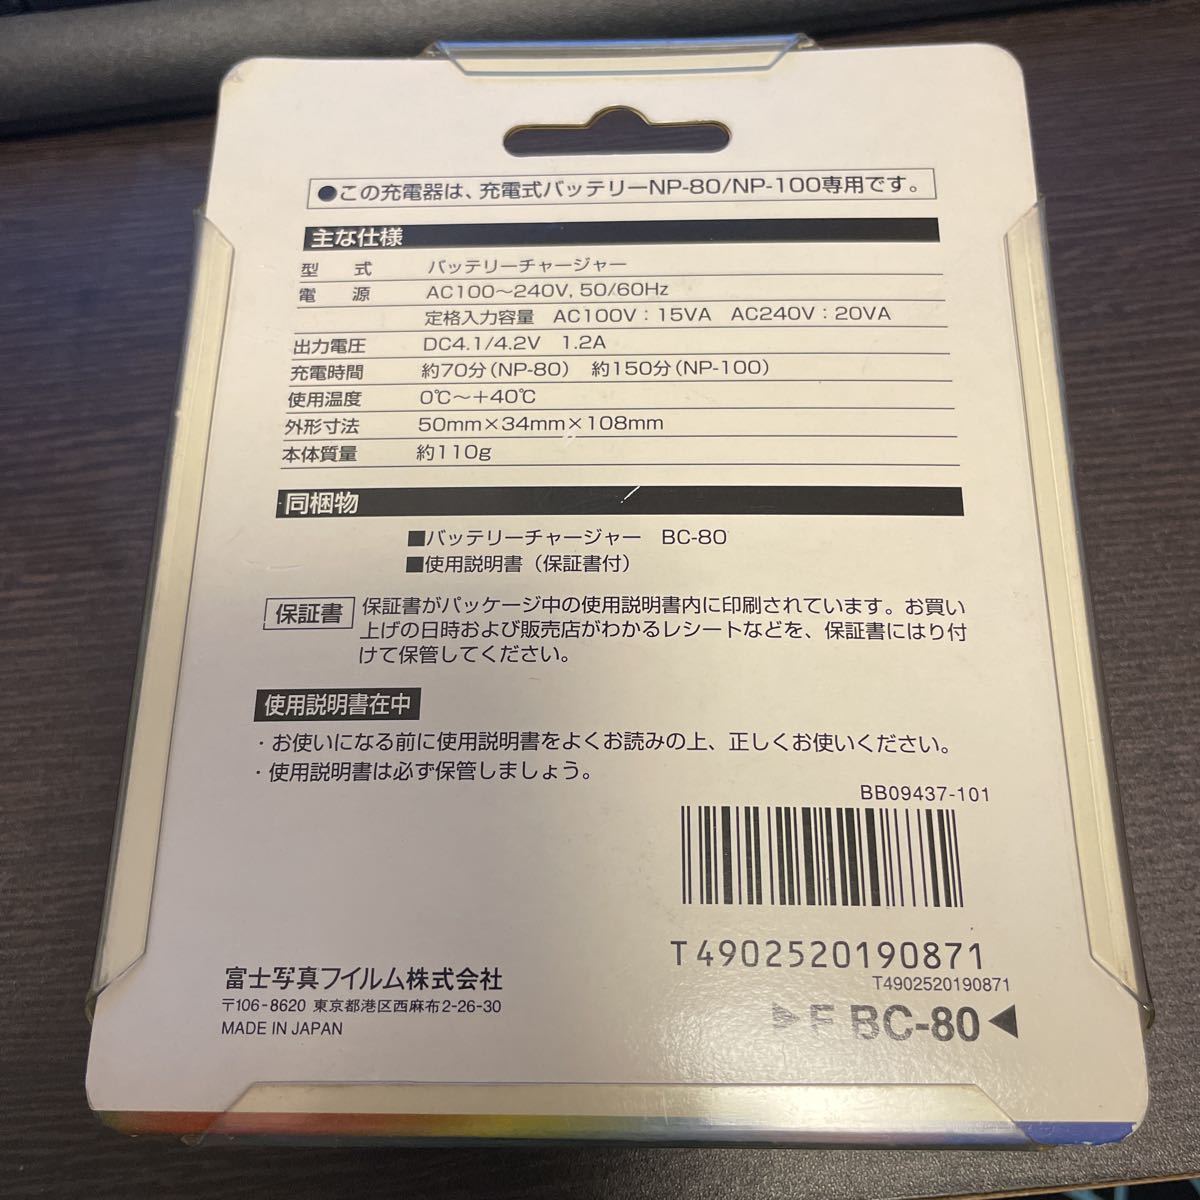 ●この充電器は、充電式バッテリーNP-80/NP-100専用です。
主な仕様
型　式　バッテリーチャージャー
電　源　AC100〜240V, 50/60Hz
定格入力容量　AC100V：15VA　AC240V：20VA
出力電圧　DC4.1/4.2V　1.2A
充電時間　約70分（NP-80）　約150分（NP-100）
使用温度　0℃〜+40℃
外形寸法　50mm×34mm×108mm
本体質量　約110g
同梱物
■バッテリーチャージャー　BC-80
■使用説明書（保証書付）
保証書　保証書がパッケージ中の使用説明書内に印刷されています。お買い
上げの日時および販売店がわかるレシートなどを、保証書にはり付
けて保管してください。
使用説明書在中
・お使いになる前に使用説明書をよくお読みの上、正しくお使いください。
・使用説明書は必ず保管しましょう。
BB09437-101
T4902520190871
T4902520190871
▶F BC-80◀
富士写真フイルム株式会社
〒106-8620 東京都港区西麻布2-26-30
MADE IN JAPAN